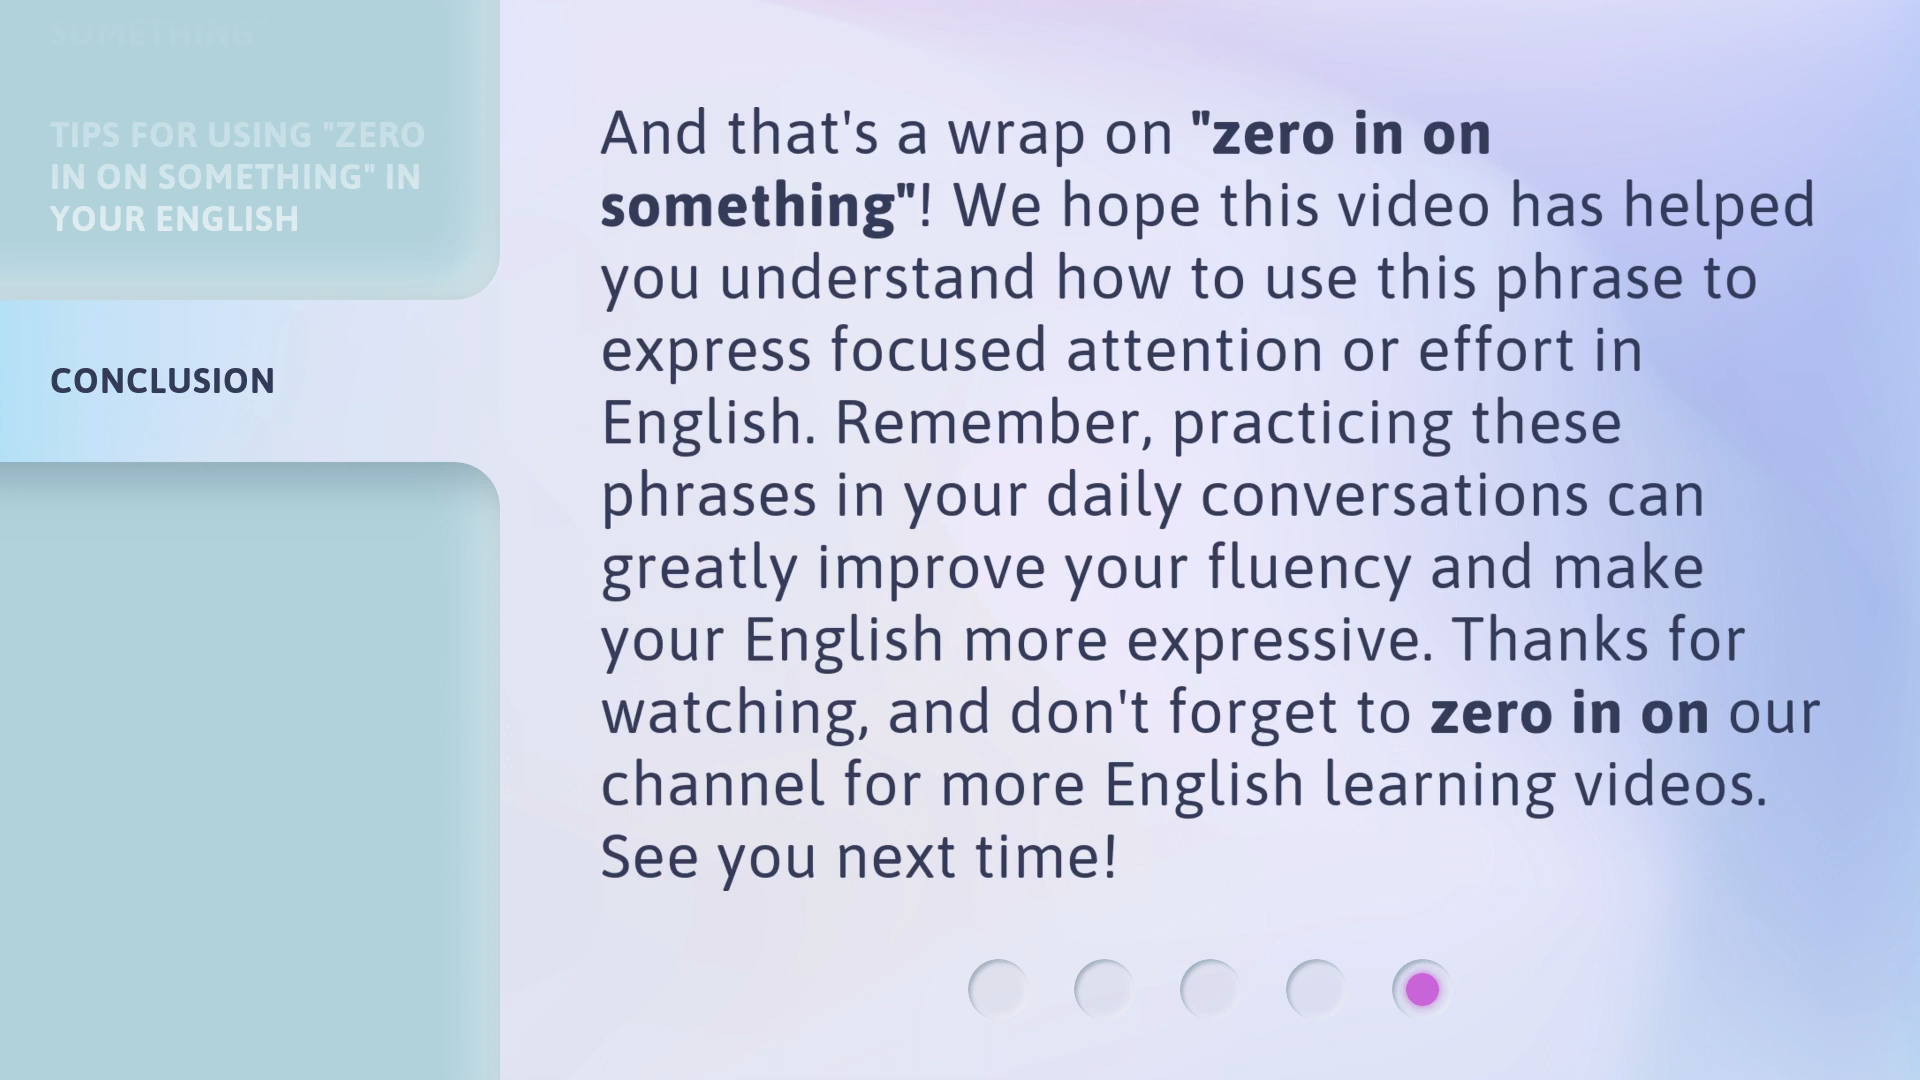 SOMETHING"
TIPS FOR USING "ZERO
IN ON SOMETHING" IN
YOUR ENGLISH
CONCLUSION
And that's a wrap on "zero in on
something"! We hope this video has helped
you understand how to use this phrase to
express focused attention or effort in
English. Remember, practicing these
phrases in your daily conversations can
greatly improve your fluency and make
your English more expressive. Thanks for
watching, and don't forget to zero in on our
channel for more English learning videos.
See you next time!